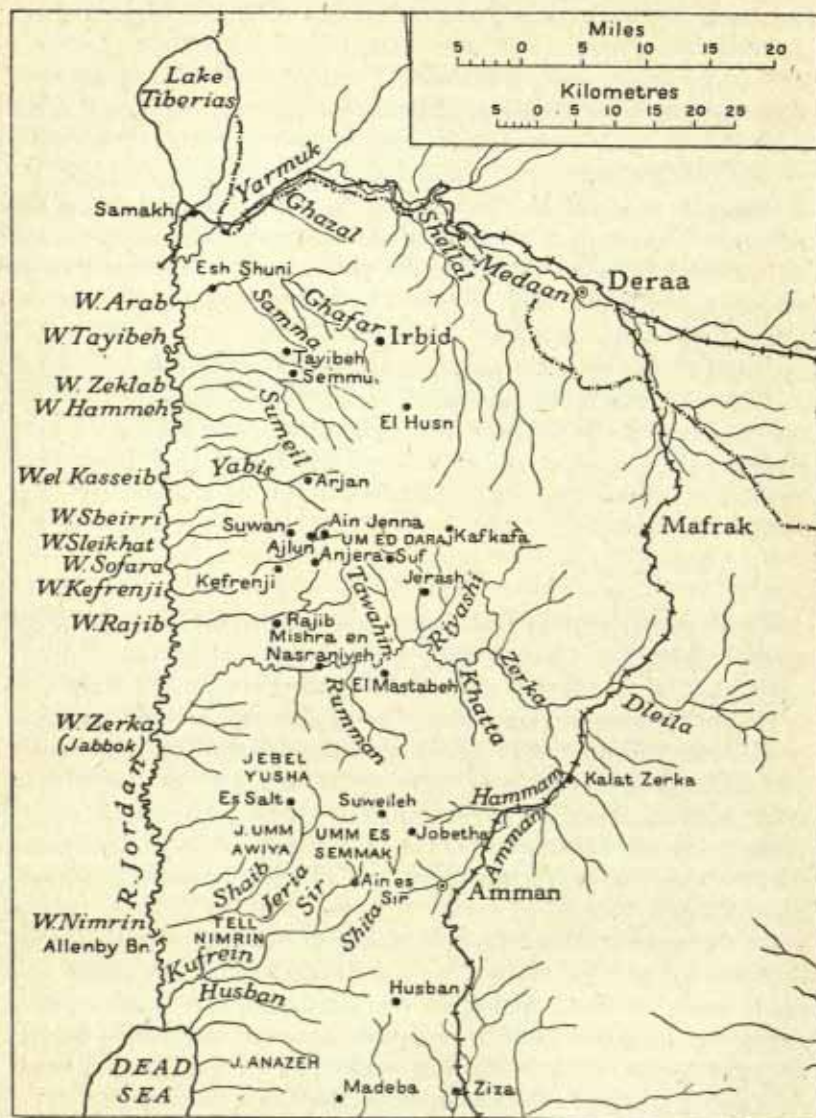 Miles
5 0 5 10 20
Kilometres
5 0 5 10 15 20 25
Lake
Tiberias
Yarmuk
Samakh
Ghazal
Shellal
Medaan
Deraa
Esh Shuni
W. Arab
Samma
Ghafar
Irbid
W. Tayibeh
Tayibeh
Semmu
W. Zeklab
W. Hammeh
Sumeil
El Husn
W. el Kasseib
Yabis
Arjan
W. Sbeirri
Suwan
Ain Jenna
UM ED DARAJ
Kafkafa
Mafrak
W. Sleikhat
Ajlun
Anjera
Suf
W. Sofara
Kefrenji
Jerash
W. Kefrenji
Tawahin
Riyashi
W. Rajib
Rajib
Mishra en
Nasraniyeh
El Mastabeh
Zerka
Khatta
Rumman
Dleila
W. Zerka
(Jabbok)
R. Jordan
JEBEL
YUSHA
Es Salt
Suweileh
Hammam
Kalat Zerka
J. UMM
AWIYA
UMM ES
SEMMAK
Jobetha
Amman
Shaib
Jeria
Sir
Ain es
Sir
Amman
Shita
W. Nimrin
Allenby Bn.
TELL
NIMRIN
Kufrein
Husban
Husban
DEAD
SEA
J. ANAZEH
Madeba
Ziza